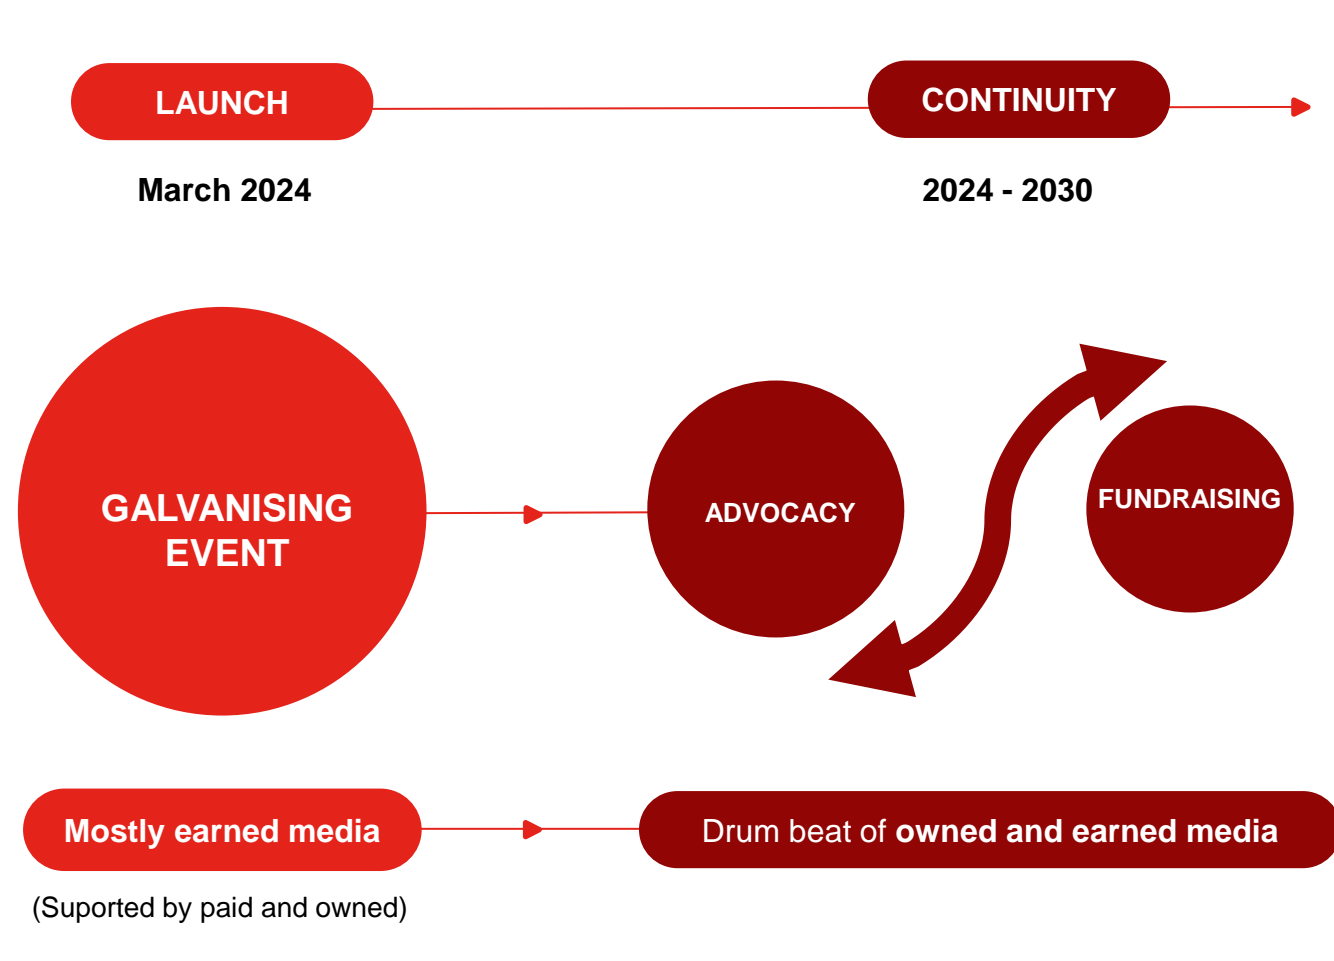 LAUNCH
CONTINUITY
March 2024
2024 - 2030
GALVANISING
EVENT
ADVOCACY
FUNDRAISING
Mostly earned media
Drum beat of owned and earned media
(Suported by paid and owned)